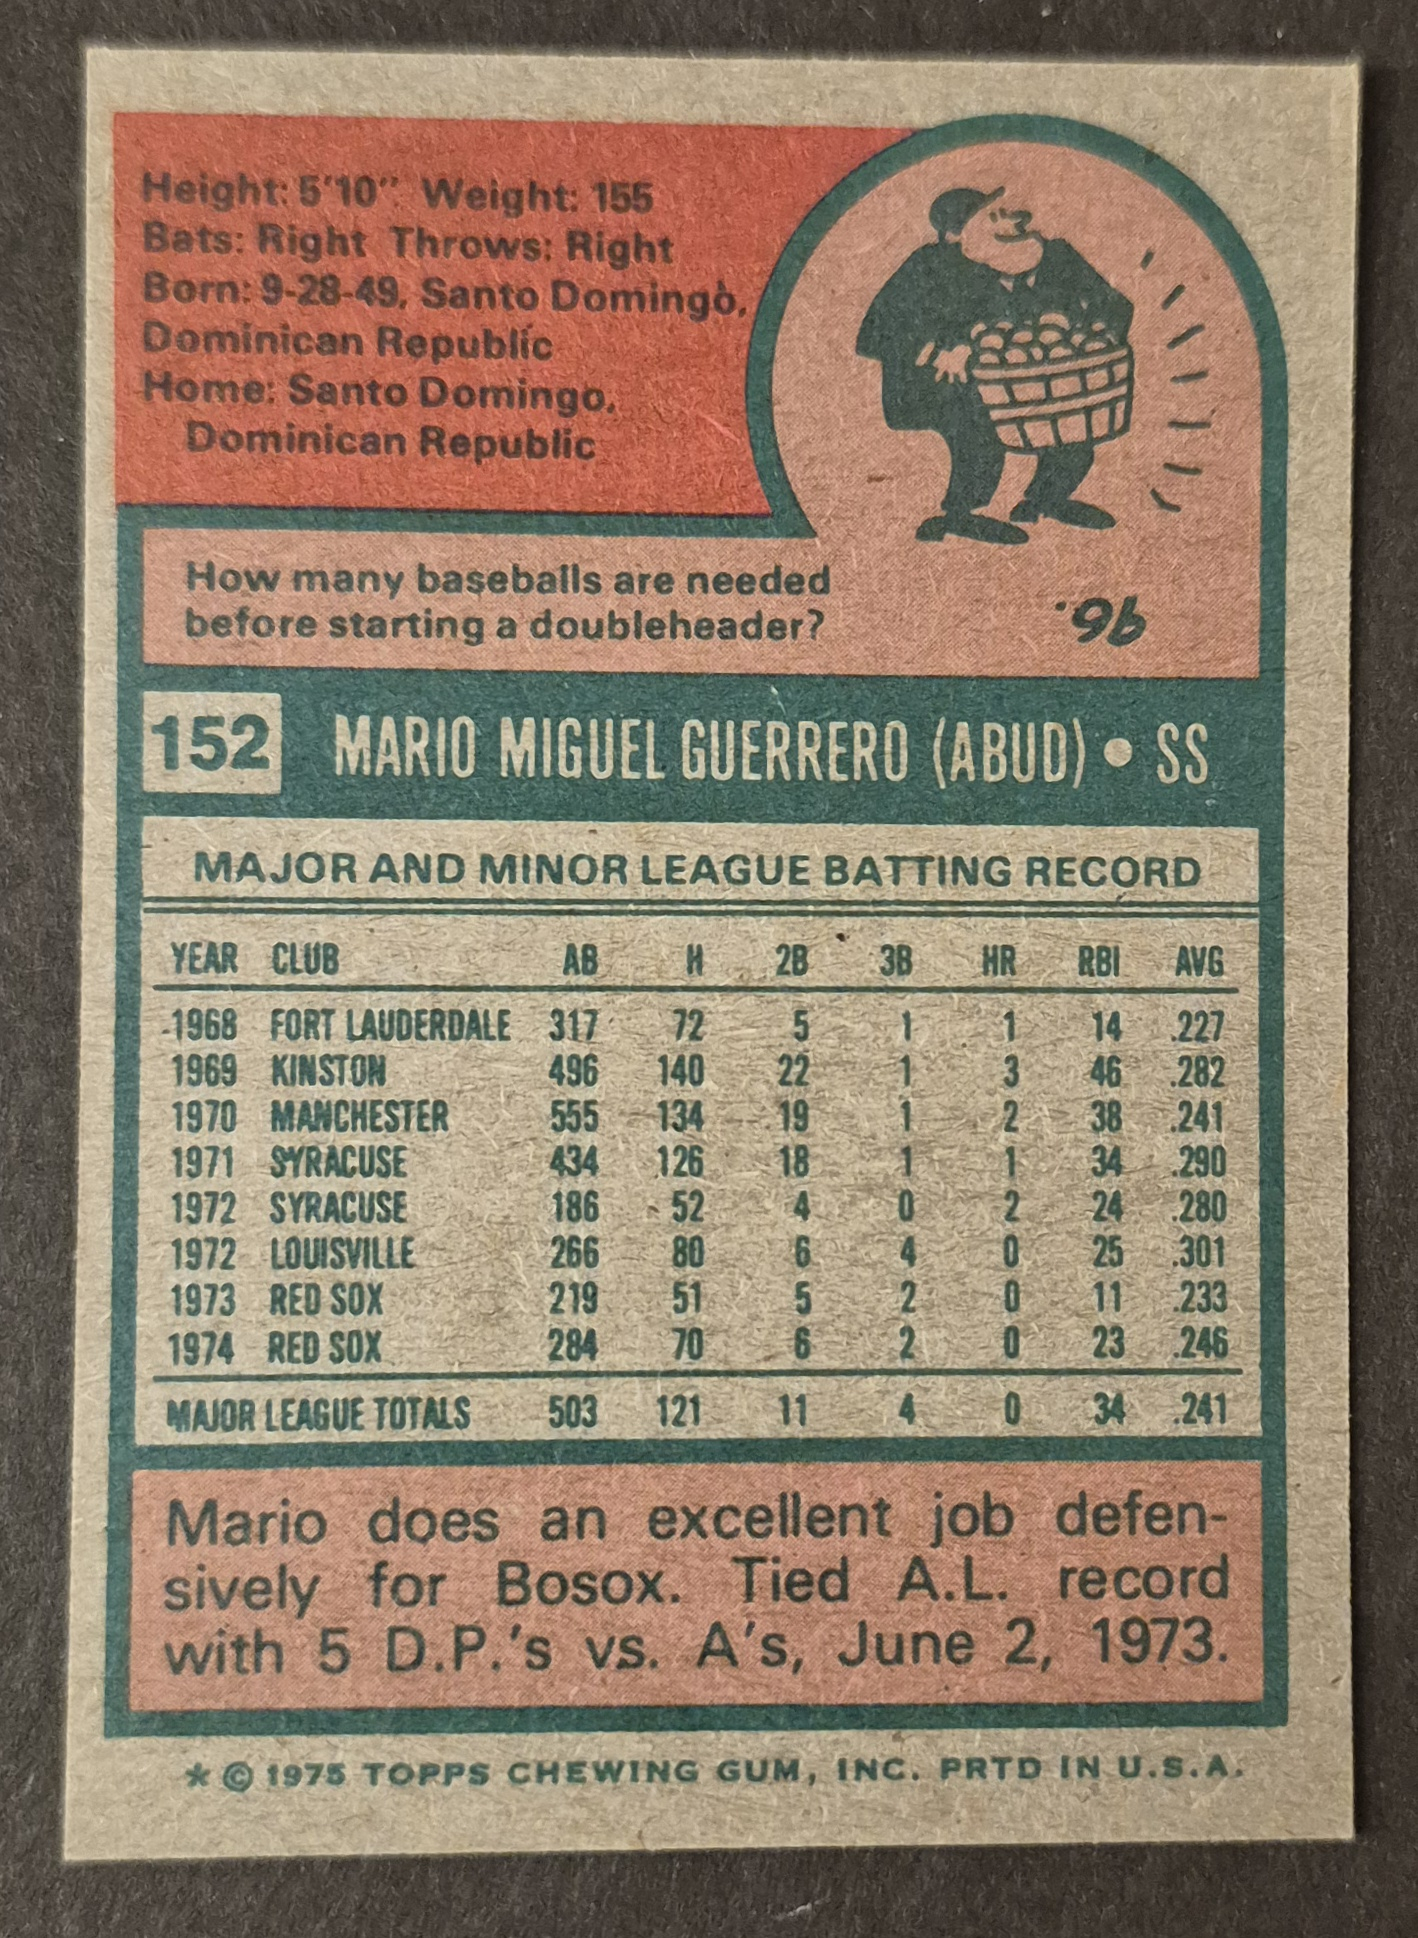 Height: 5'10" Weight: 155
Bats: Right Throws: Right
Born: 9-28-49, Santo Domingo,
Dominican Republic
Home: Santo Domingo,
Dominican Republic
How many baseballs are needed
before starting a doubleheader?
96.
152 MARIO MIGUEL GUERRERO (ABUD) • SS
MAJOR AND MINOR LEAGUE BATTING RECORD
YEAR CLUB AB H 2B 3B HR RBI AVG
1968 FORT LAUDERDALE 317 72 5 1 1 14 .227
1969 KINSTON 496 140 22 1 3 46 .282
1970 MANCHESTER 555 134 19 1 2 38 .241
1971 SYRACUSE 434 126 18 1 1 34 .290
1972 SYRACUSE 186 52 4 0 2 24 .280
1972 LOUISVILLE 266 80 6 4 0 25 .301
1973 RED SOX 219 51 5 2 0 11 .233
1974 RED SOX 284 70 6 2 0 23 .246
MAJOR LEAGUE TOTALS 503 121 11 4 0 34 .241
Mario does an excellent job defen-
sively for Bosox. Tied A.L. record
with 5 D.P.'s vs. A's, June 2, 1973.
* © 1975 TOPPS CHEWING GUM, INC. PRTD IN U.S.A.